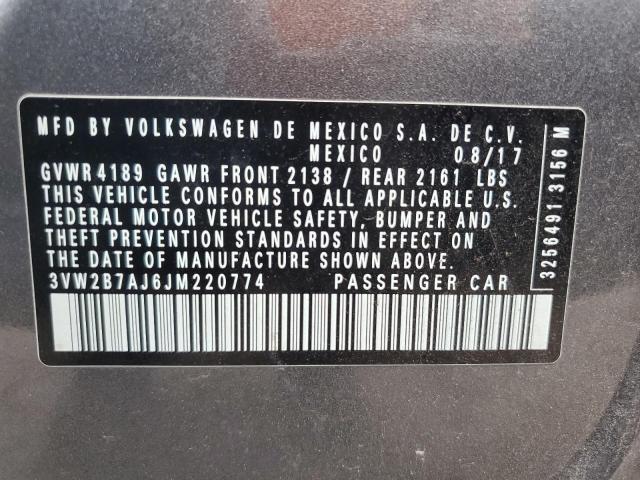 MFD BY VOLKSWAGEN DE MEXICO S.A. DE C.V.
MEXICO 08/17
GVWR 4189 GAWR FRONT 2138 / REAR 2161 LBS
THIS VEHICLE CONFORMS TO ALL APPLICABLE U.S.
FEDERAL MOTOR VEHICLE SAFETY, BUMPER AND
THEFT PREVENTION STANDARDS IN EFFECT ON
THE DATE OF MANUFACTURE SHOWN ABOVE.
3VW2B7AJ6JM220774 PASSENGER CAR
3256491 3156 M